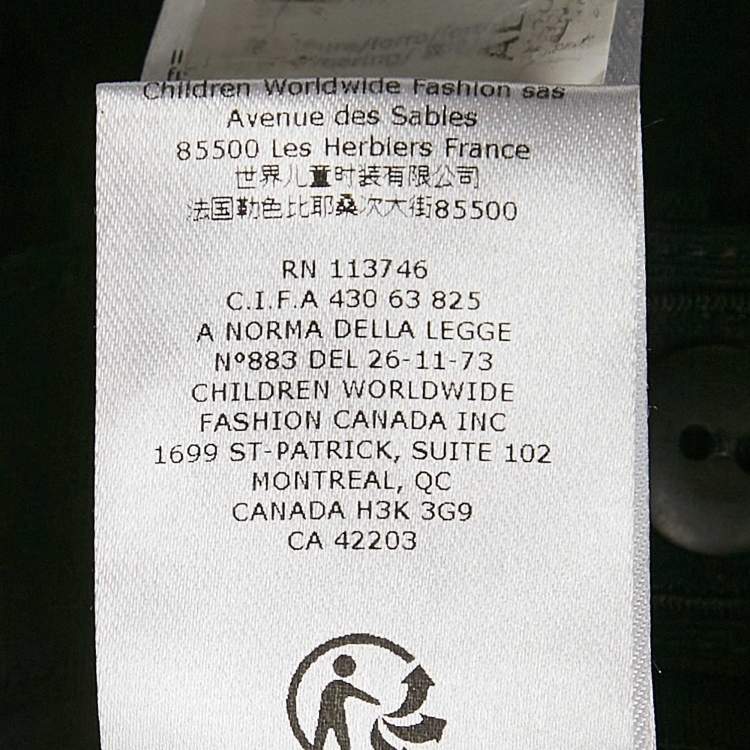 Children Worldwide Fashion sas
Avenue des Sables
85500 Les Herbiers France
世界儿童时装有限公司
法国勒色比耶桑次大街85500
RN 113746
C.I.F.A 430 63 825
A NORMA DELLA LEGGE
Nº883 DEL 26-11-73
CHILDREN WORLDWIDE
FASHION CANADA INC
1699 ST-PATRICK, SUITE 102
MONTREAL, QC
CANADA H3K 3G9
CA 42203